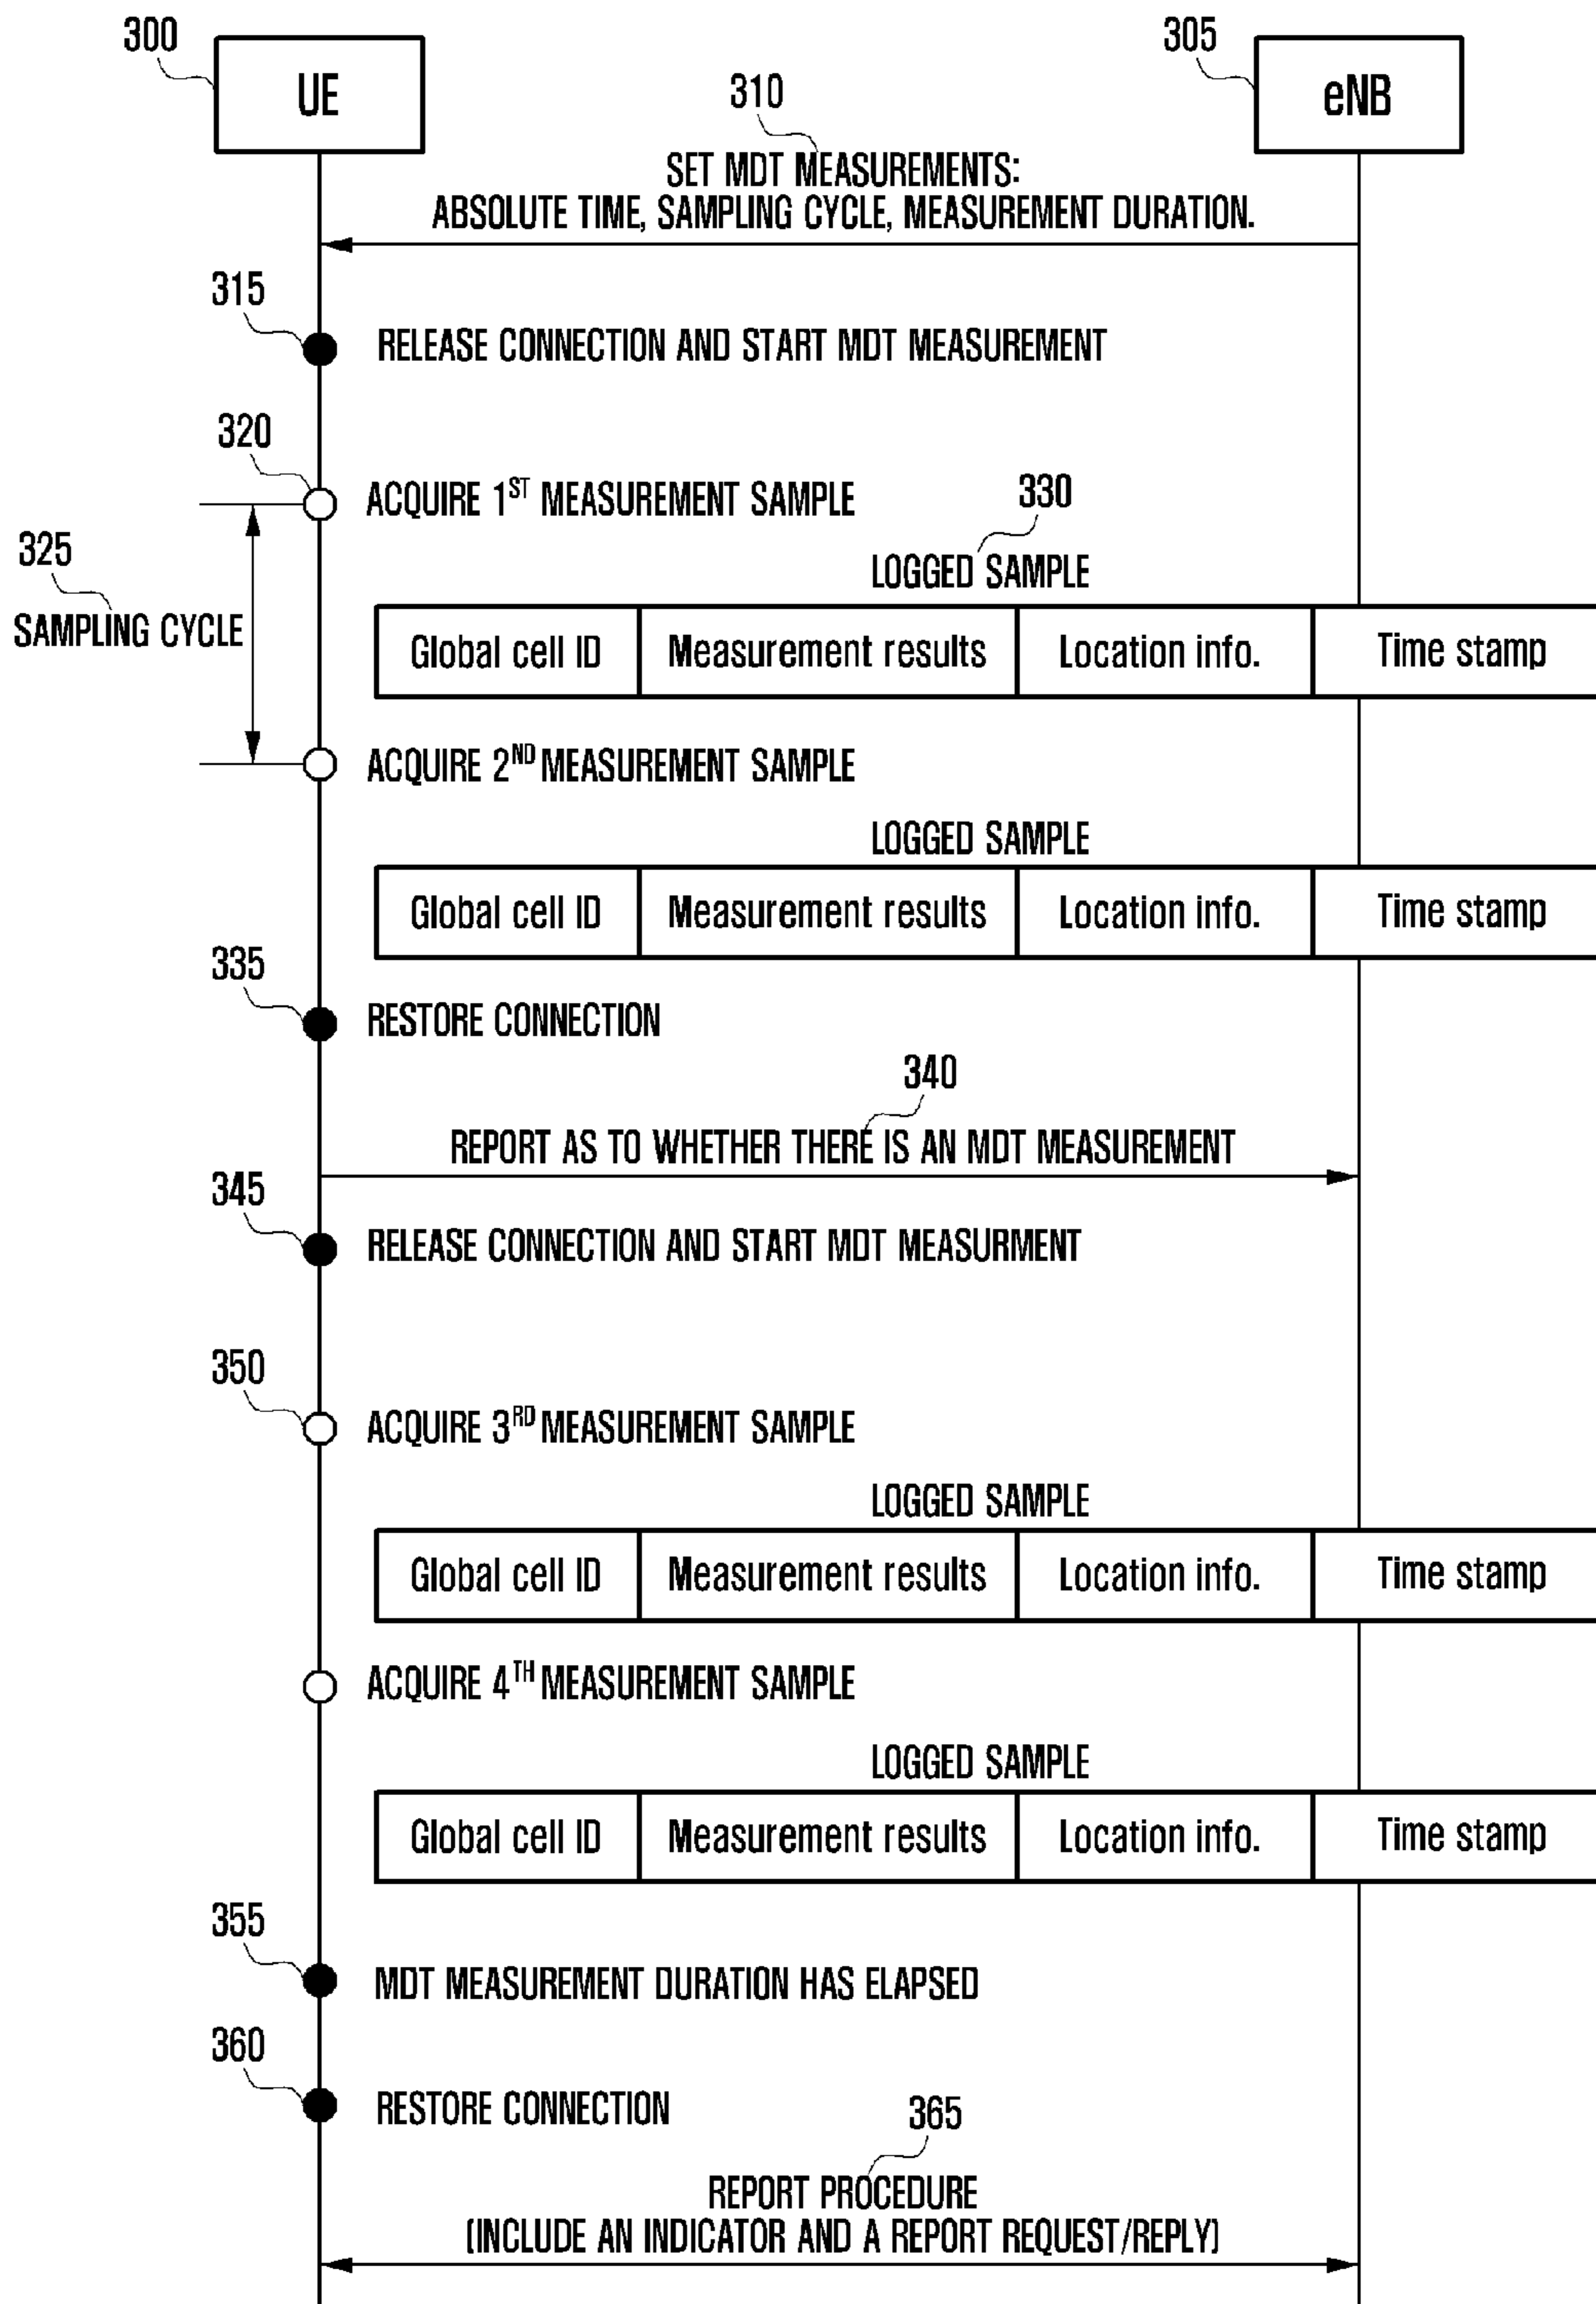 300
UE
305
eNB
310
SET MDT MEASUREMENTS:
ABSOLUTE TIME, SAMPLING CYCLE, MEASUREMENT DURATION.
315
RELEASE CONNECTION AND START MDT MEASUREMENT
320
ACQUIRE 1ST MEASUREMENT SAMPLE
330
LOGGED SAMPLE
325
SAMPLING CYCLE
Global cell ID Measurement results Location info. Time stamp
ACQUIRE 2ND MEASUREMENT SAMPLE
LOGGED SAMPLE
Global cell ID Measurement results Location info. Time stamp
335
RESTORE CONNECTION
340
REPORT AS TO WHETHER THERE IS AN MDT MEASUREMENT
345
RELEASE CONNECTION AND START MDT MEASURMENT
350
ACQUIRE 3RD MEASUREMENT SAMPLE
LOGGED SAMPLE
Global cell ID Measurement results Location info. Time stamp
ACQUIRE 4TH MEASUREMENT SAMPLE
LOGGED SAMPLE
Global cell ID Measurement results Location info. Time stamp
355
MDT MEASUREMENT DURATION HAS ELAPSED
360
RESTORE CONNECTION
365
REPORT PROCEDURE
(INCLUDE AN INDICATOR AND A REPORT REQUEST/REPLY)